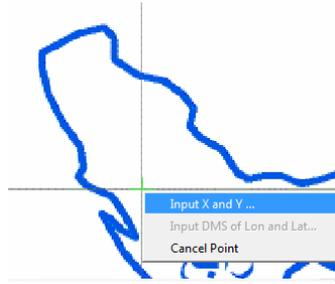 Input X and Y ...
Input DMS of Lon and Lat...
Cancel Point